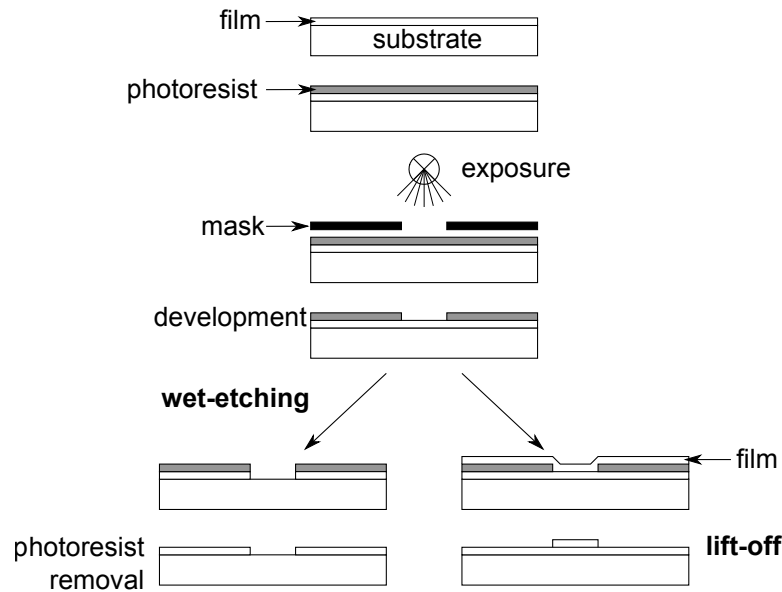 film
substrate
photoresist
exposure
mask
development
wet-etching
film
photoresist
removal
lift-off